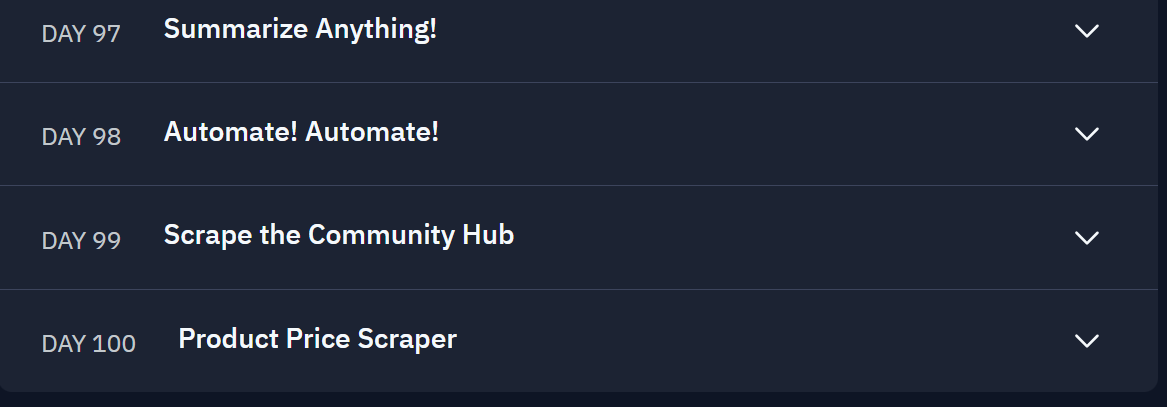 DAY 97 Summarize Anything!
DAY 98 Automate! Automate!
DAY 99 Scrape the Community Hub
DAY 100 Product Price Scraper